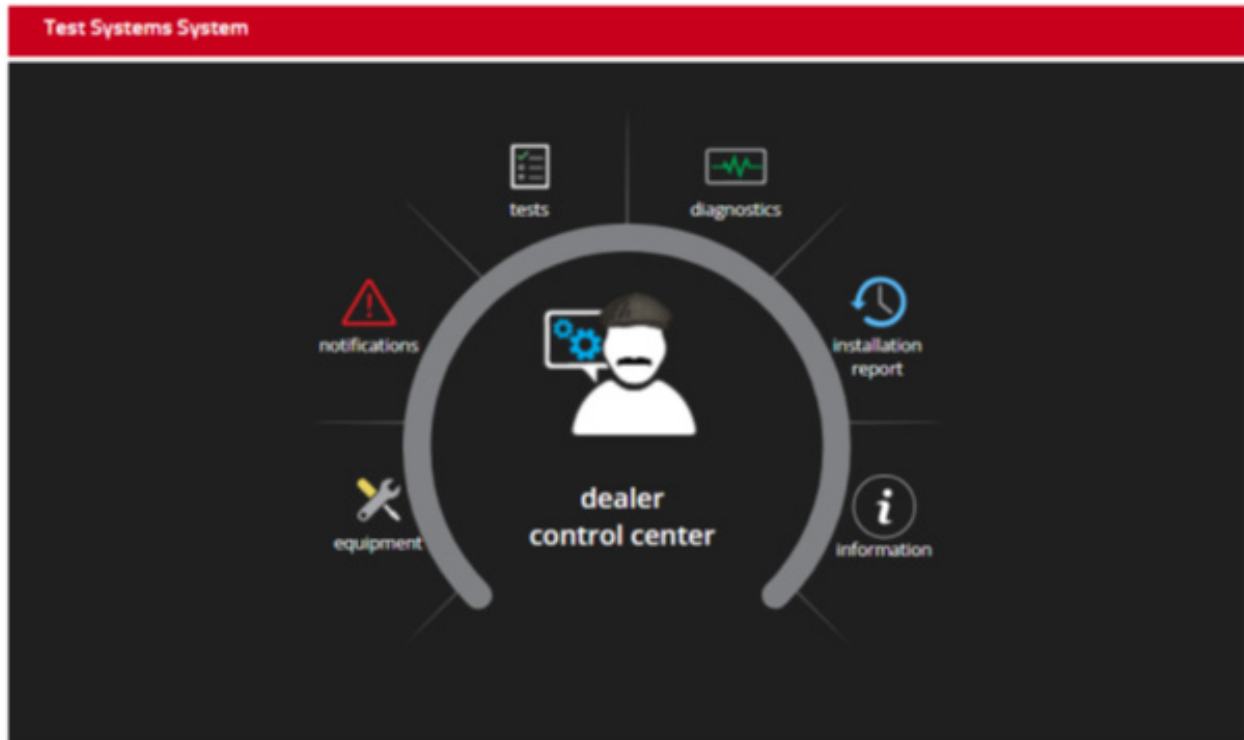 Test Systems System
tests
diagnostics
notifications
installation
report
equipment
information
dealer
control center